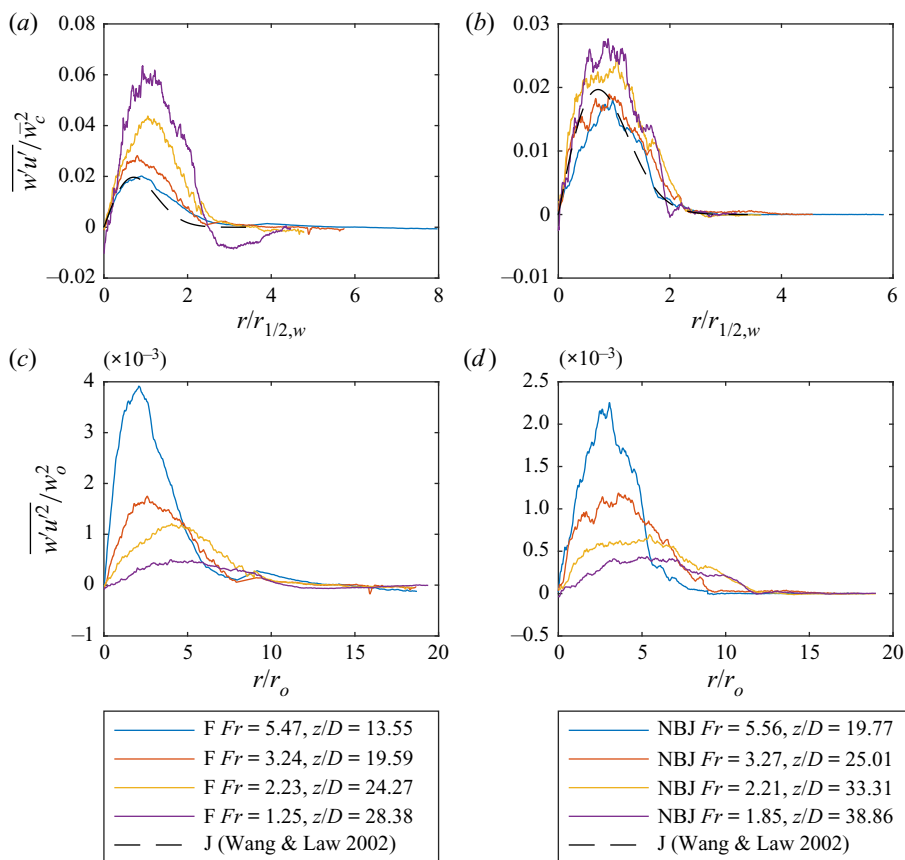 (a)
(b)
0.08
0.06
0.04
0.02
0
−0.02
0.03
0.02
0.01
0
−0.01
w′u′/w̄c²
0 2 4 6 8
0 2 4 6
r/r1/2,w
r/r1/2,w
(c)
(×10−3)
(d)
(×10−3)
4
3
2
1
0
−1
2.5
2.0
1.5
1.0
0.5
0
−0.5
w′u′²/wo²
0 5 10 15 20
0 5 10 15 20
r/ro
r/ro
F Fr = 5.47, z/D = 13.55
F Fr = 3.24, z/D = 19.59
F Fr = 2.23, z/D = 24.27
F Fr = 1.25, z/D = 28.38
J (Wang & Law 2002)
NBJ Fr = 5.56, z/D = 19.77
NBJ Fr = 3.27, z/D = 25.01
NBJ Fr = 2.21, z/D = 33.31
NBJ Fr = 1.85, z/D = 38.86
J (Wang & Law 2002)